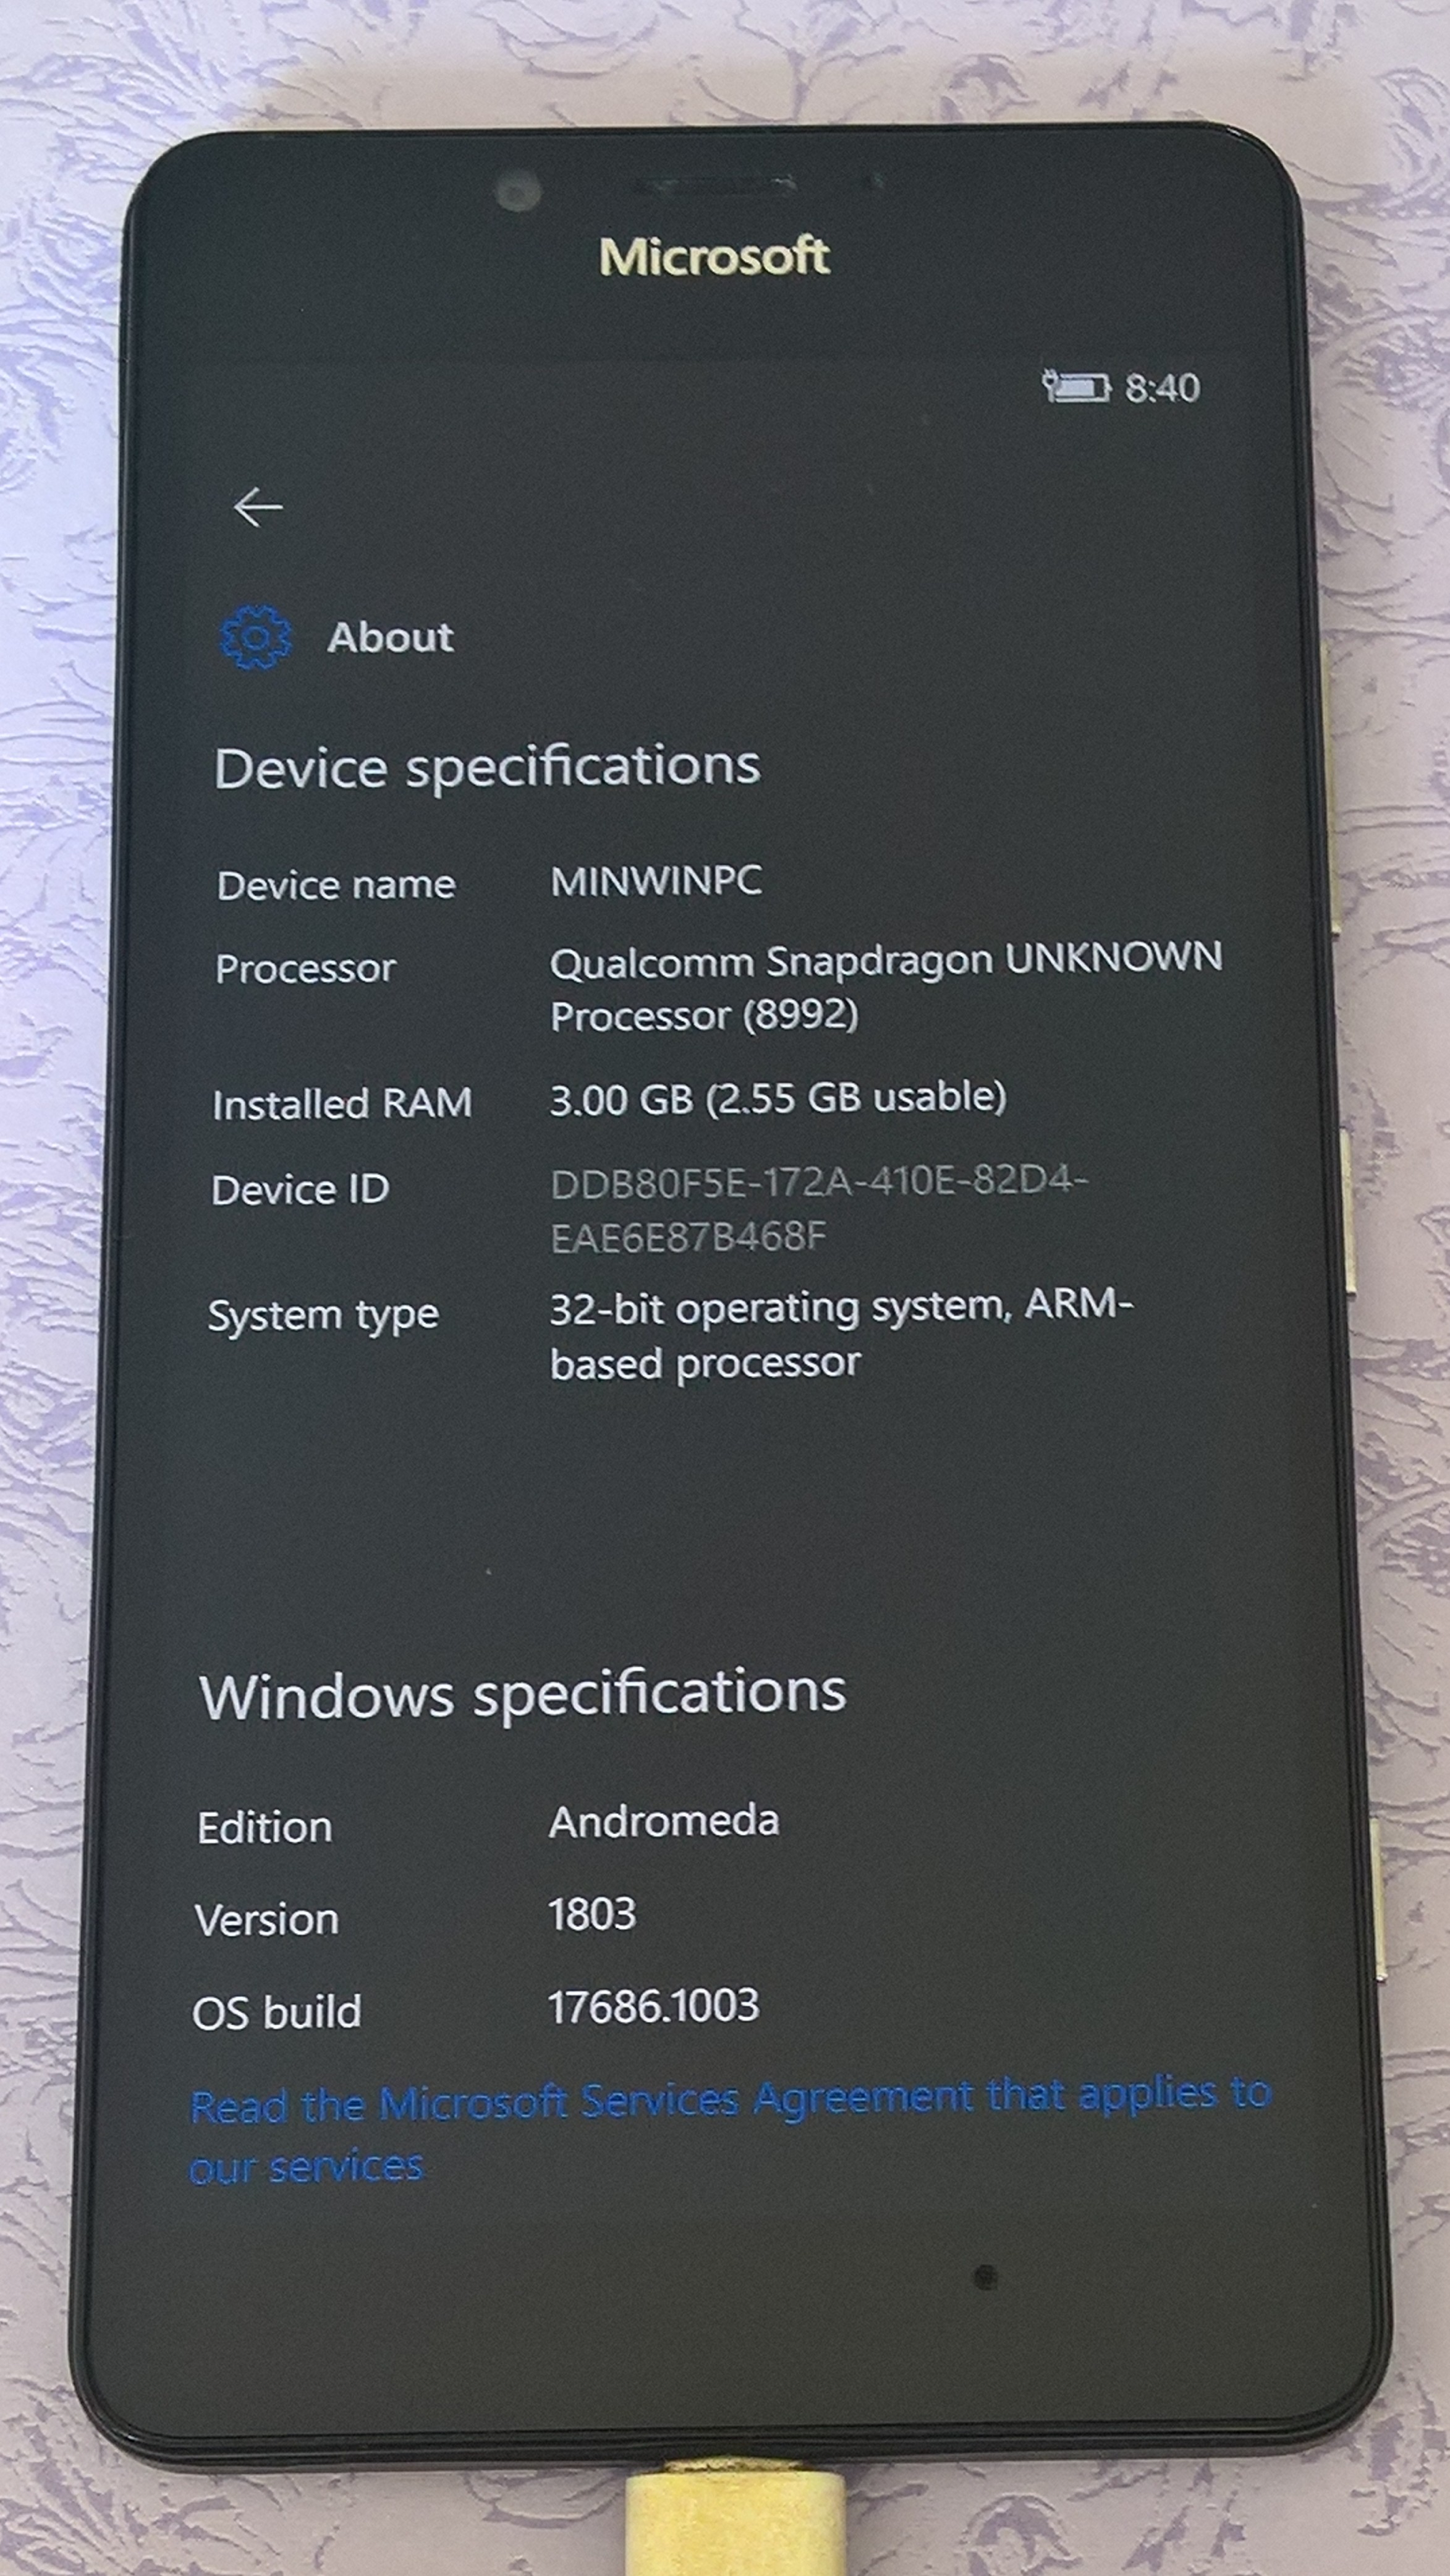 Microsoft
8:40
About
Device specifications
Device name MINWINPC
Processor Qualcomm Snapdragon UNKNOWN
Processor (8992)
Installed RAM 3.00 GB (2.55 GB usable)
Device ID DDB80F5E-172A-410E-82D4-
EAE6E87B468F
System type 32-bit operating system, ARM-
based processor
Windows specifications
Edition Andromeda
Version 1803
OS build 17686.1003
Read the Microsoft Services Agreement that applies to
our services